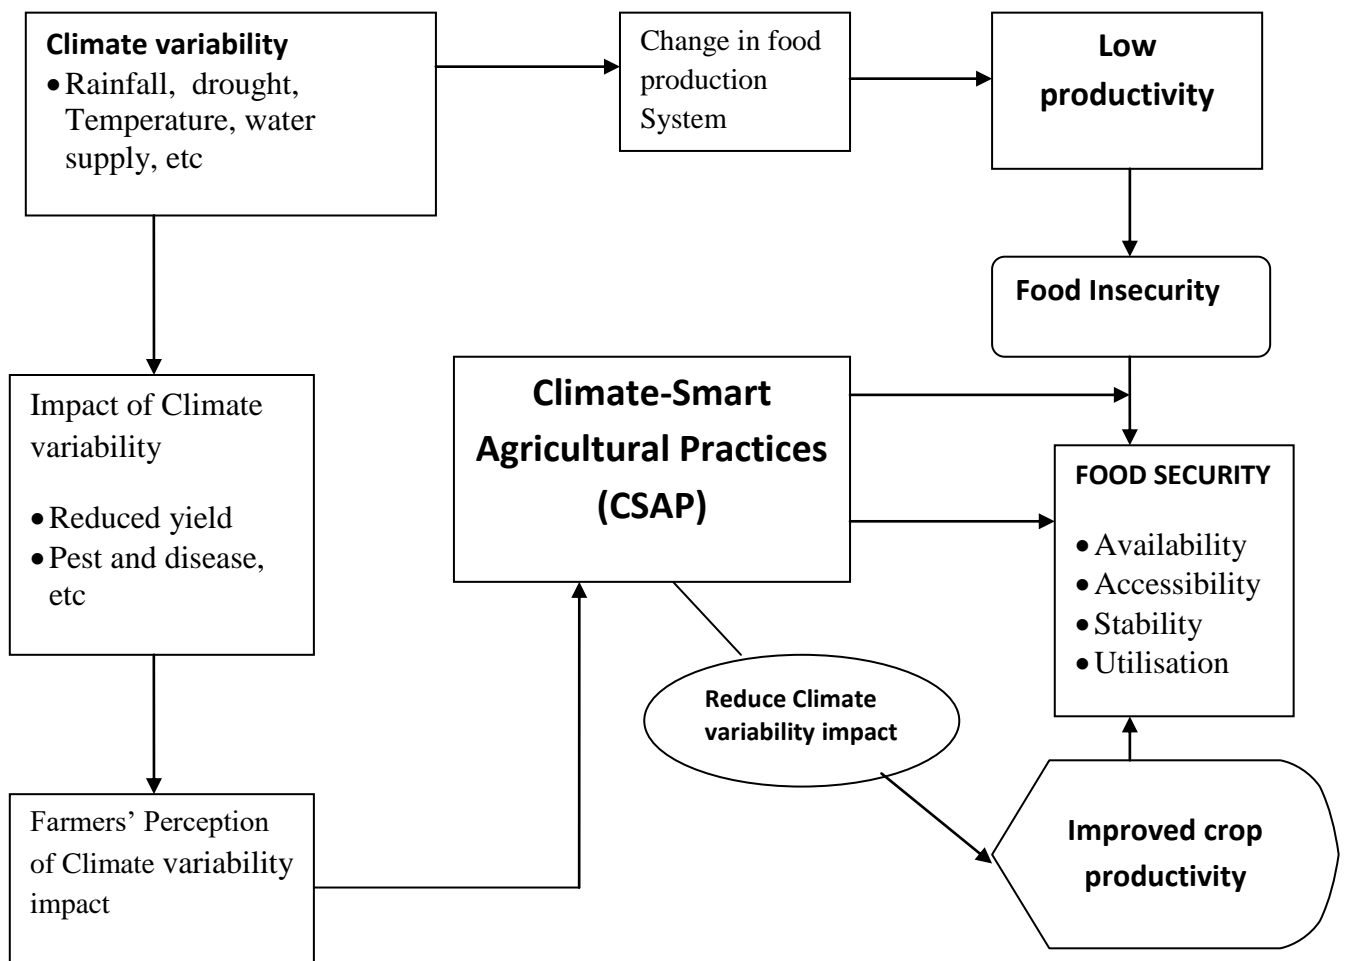 Climate variability
• Rainfall, drought,
Temperature, water
supply, etc
Change in food
production
System
Low
productivity
Food Insecurity
Impact of Climate
variability
• Reduced yield
• Pest and disease,
etc
Climate-Smart
Agricultural Practices
(CSAP)
FOOD SECURITY
• Availability
• Accessibility
• Stability
• Utilisation
Reduce Climate
variability impact
Farmers’ Perception
of Climate variability
impact
Improved crop
productivity